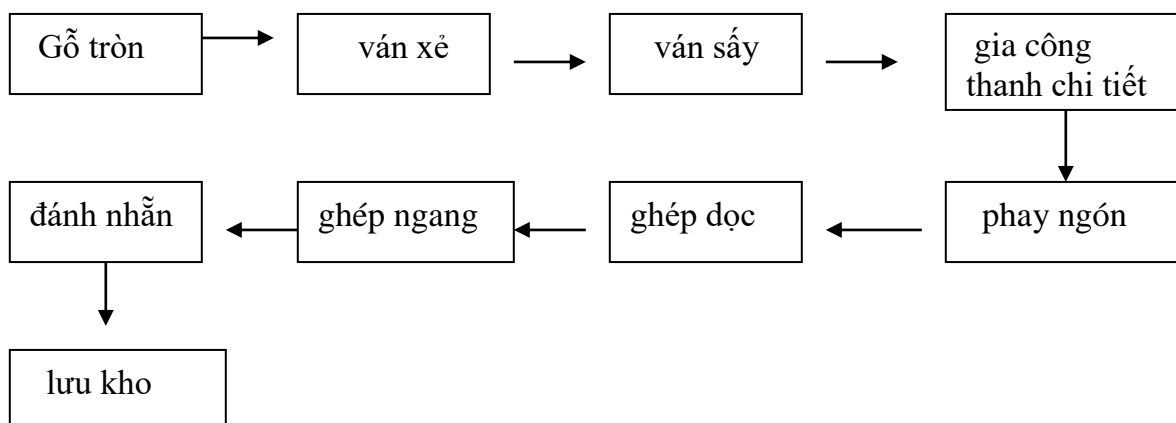 Gỗ tròn
ván xẻ
ván sấy
gia công
thanh chi tiết
phay ngón
ghép dọc
ghép ngang
đánh nhẵn
lưu kho